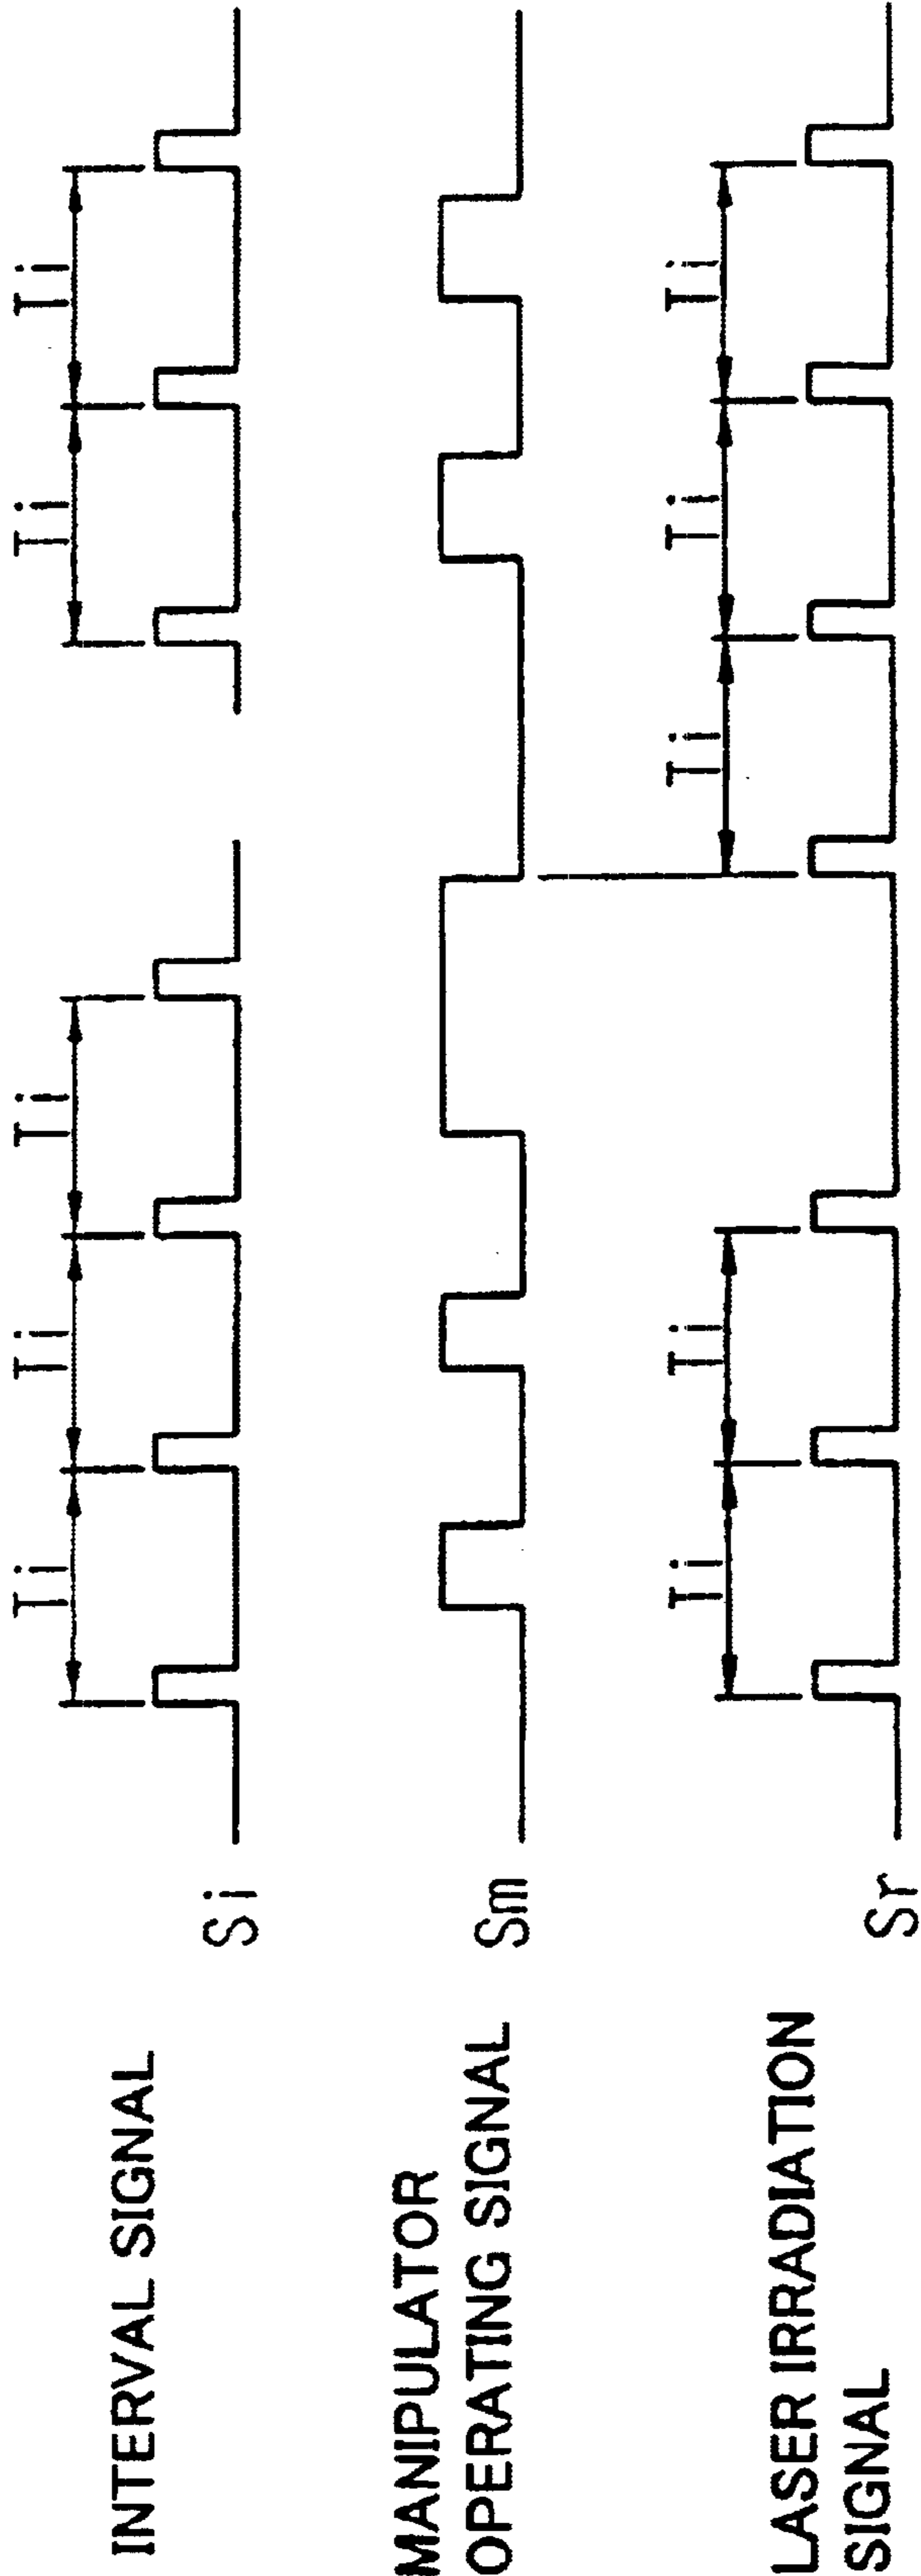 INTERVAL SIGNAL
Si
Ti
Ti
Ti
Ti
Ti
MANIPULATOR
OPERATING SIGNAL
Sm
LASER IRRADIATION
SIGNAL
Sr
Ti
Ti
Ti
Ti
Ti